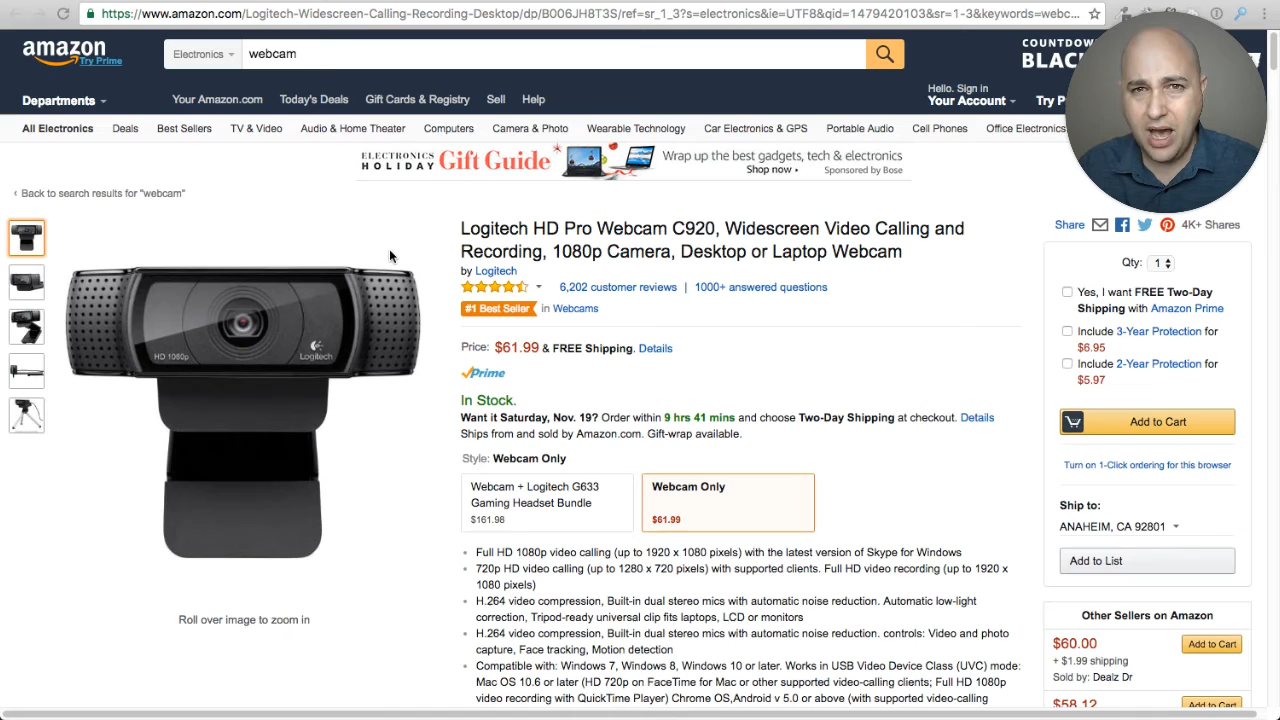 https://www.amazon.com/Logitech-Widescreen-Calling-Recording-Desktop/dp/B006JH8T3S/ref=sr_1_3?s=electronics&ie=UTF8&qid=1479420103&sr=1-3&keywords=webc...
amazon
Try Prime
Electronics
webcam
COUNTDOWN
BLAC
Departments
Your Amazon.com
Today's Deals
Gift Cards & Registry
Sell
Help
Hello. Sign in
Your Account
Try P
All Electronics
Deals
Best Sellers
TV & Video
Audio & Home Theater
Computers
Camera & Photo
Wearable Technology
Car Electronics & GPS
Portable Audio
Cell Phones
Office Electronics
ELECTRONICS
HOLIDAY
Gift Guide
Wrap up the best gadgets, tech & electronics
Shop now ›
Sponsored by Bose
‹ Back to search results for "webcam"
HD 1080p
Logitech
Roll over image to zoom in
Logitech HD Pro Webcam C920, Widescreen Video Calling and
Recording, 1080p Camera, Desktop or Laptop Webcam
by Logitech
6,202 customer reviews | 1000+ answered questions
#1 Best Seller in Webcams
Price: $61.99 & FREE Shipping. Details
Prime
In Stock.
Want it Saturday, Nov. 19? Order within 9 hrs 41 mins and choose Two-Day Shipping at checkout. Details
Ships from and sold by Amazon.com. Gift-wrap available.
Style: Webcam Only
Webcam + Logitech G633
Gaming Headset Bundle
$161.98
Webcam Only
$61.99
• Full HD 1080p video calling (up to 1920 x 1080 pixels) with the latest version of Skype for Windows
• 720p HD video calling (up to 1280 x 720 pixels) with supported clients. Full HD video recording (up to 1920 x
1080 pixels)
• H.264 video compression, Built-in dual stereo mics with automatic noise reduction. Automatic low-light
correction, Tripod-ready universal clip fits laptops, LCD or monitors
• H.264 video compression, Built-in dual stereo mics with automatic noise reduction. controls: Video and photo
capture, Face tracking, Motion detection
• Compatible with: Windows 7, Windows 8, Windows 10 or later. Works in USB Video Device Class (UVC) mode:
Mac OS 10.6 or later (HD 720p on FaceTime for Mac or other supported video-calling clients; Full HD 1080p
video recording with QuickTime Player) Chrome OS,Android v 5.0 or above (with supported video-calling
Share
4K+ Shares
Qty: 1
Yes, I want FREE Two-Day
Shipping with Amazon Prime
Include 3-Year Protection for
$6.95
Include 2-Year Protection for
$5.97
Add to Cart
Turn on 1-Click ordering for this browser
Ship to:
ANAHEIM, CA 92801
Add to List
Other Sellers on Amazon
$60.00
Add to Cart
+ $1.99 shipping
Sold by: Dealz Dr
$58.12
Add to Cart